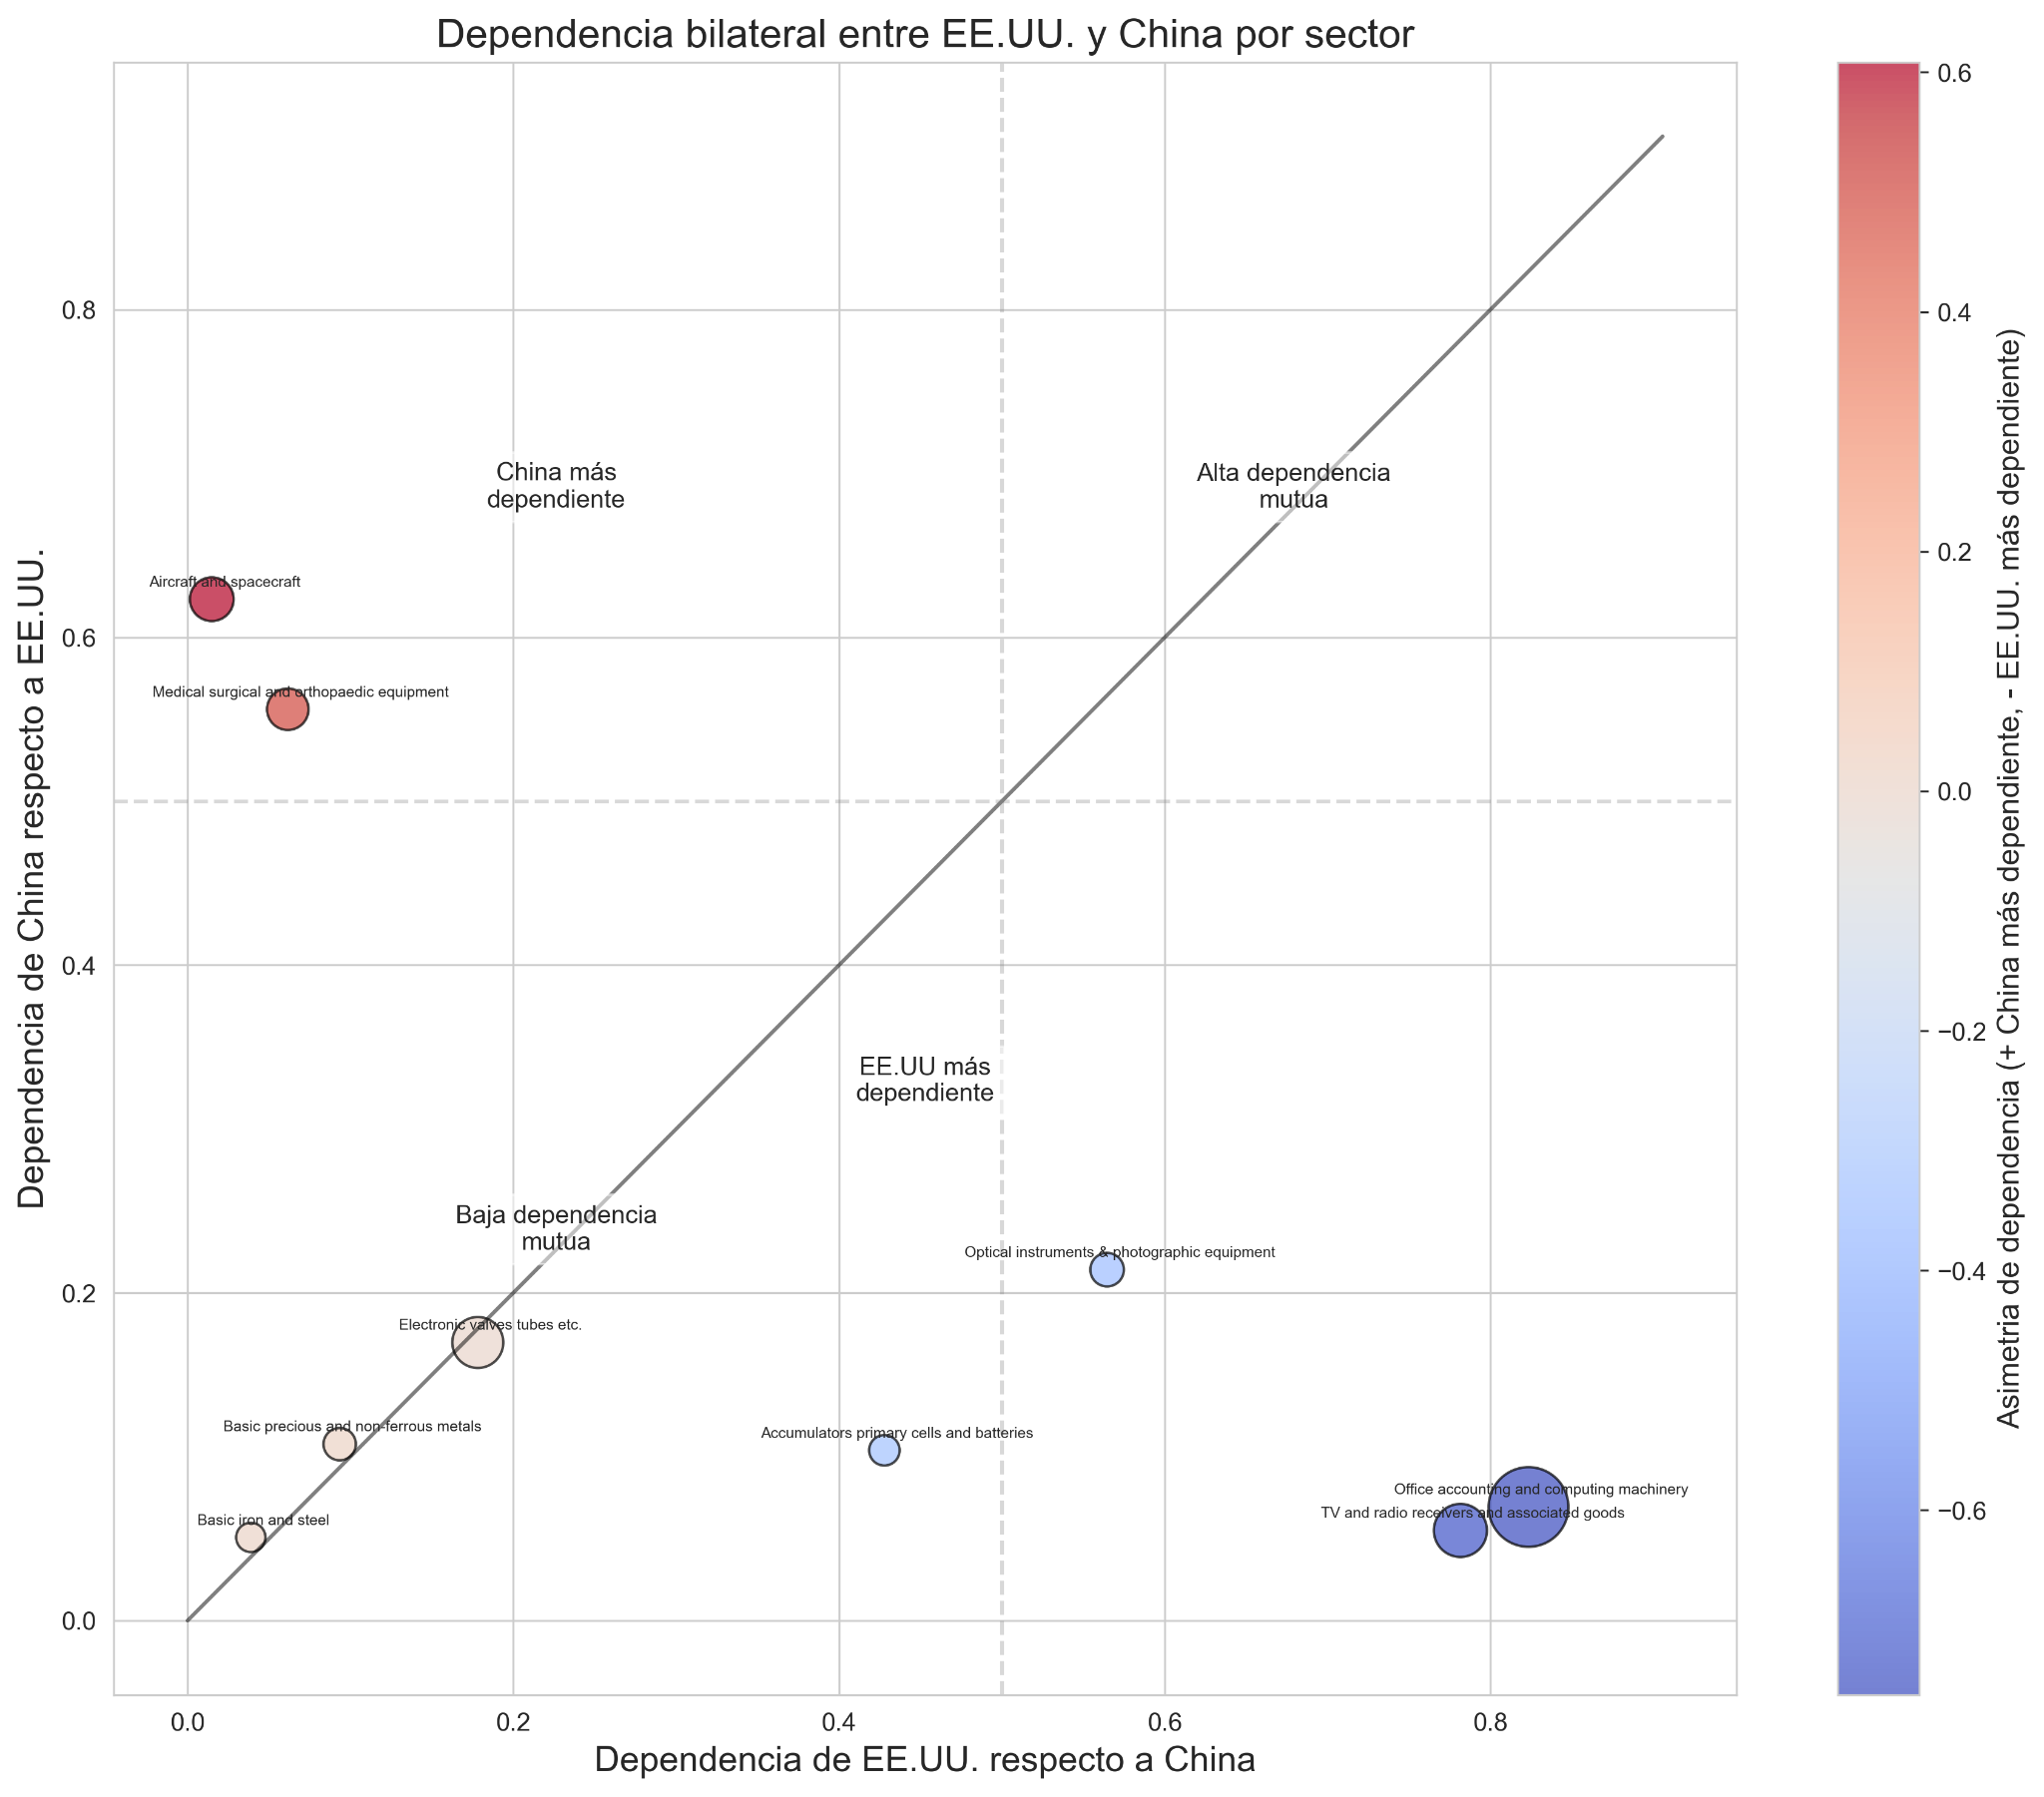 Dependencia bilateral entre EE.UU. y China por sector
Dependencia de China respecto a EE.UU.
0.8
0.6
0.4
0.2
0.0
China más
dependiente
Alta dependencia
mutua
Aircraft and spacecraft
Medical surgical and orthopaedic equipment
EE.UU más
dependiente
Baja dependencia
mutua
Optical instruments & photographic equipment
Electronic valves tubes etc.
Basic precious and non-ferrous metals
Accumulators primary cells and batteries
Office accounting and computing machinery
TV and radio receivers and associated goods
Basic iron and steel
0.0
0.2
0.4
0.6
0.8
Dependencia de EE.UU. respecto a China
0.6
0.4
0.2
0.0
−0.2
−0.4
−0.6
Asimetria de dependencia (+ China más dependiente, - EE.UU. más dependiente)